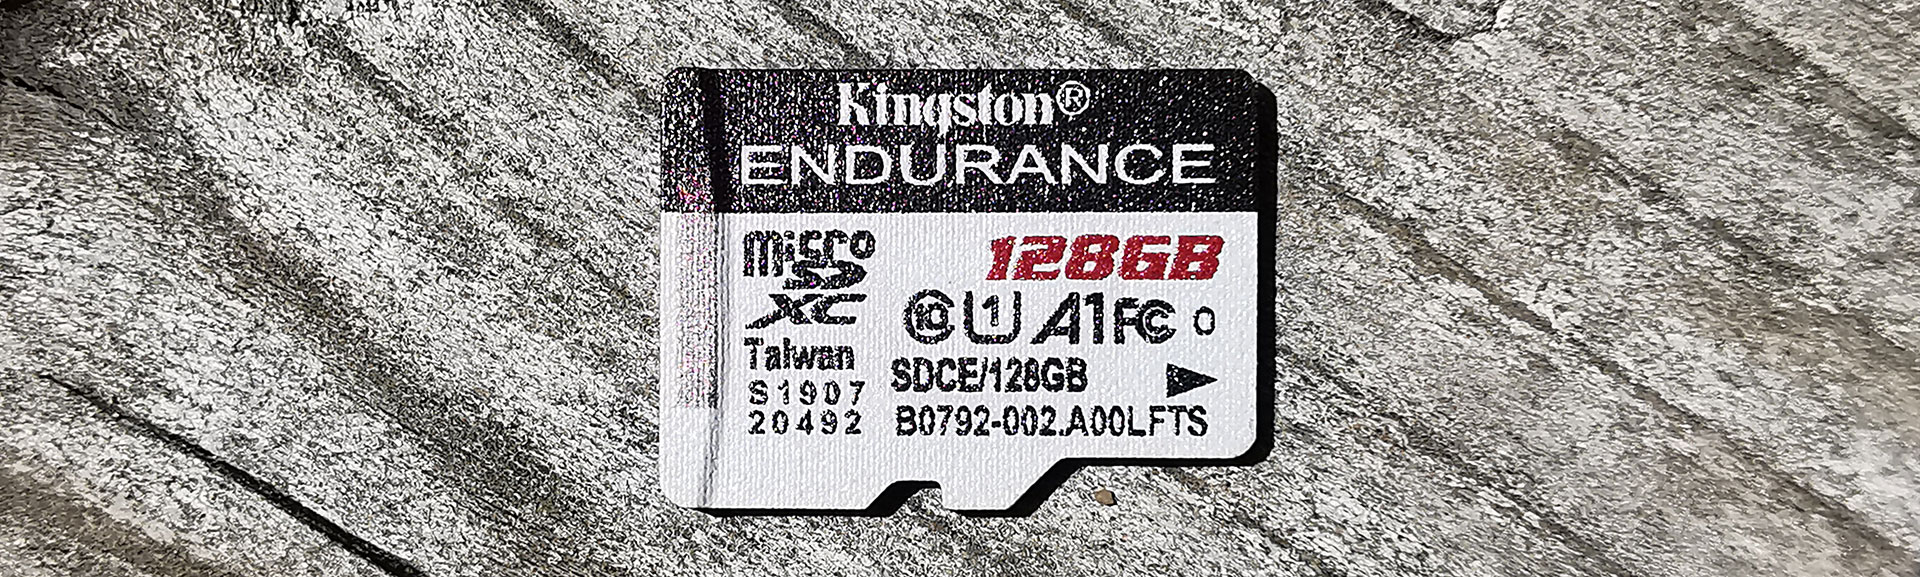 Kingston®
ENDURANCE
micro
SD
XC
128GB
10 U1 A1 FC O
Taiwan
S1907
20492
SDCE/128GB
B0792-002.A00LFTS